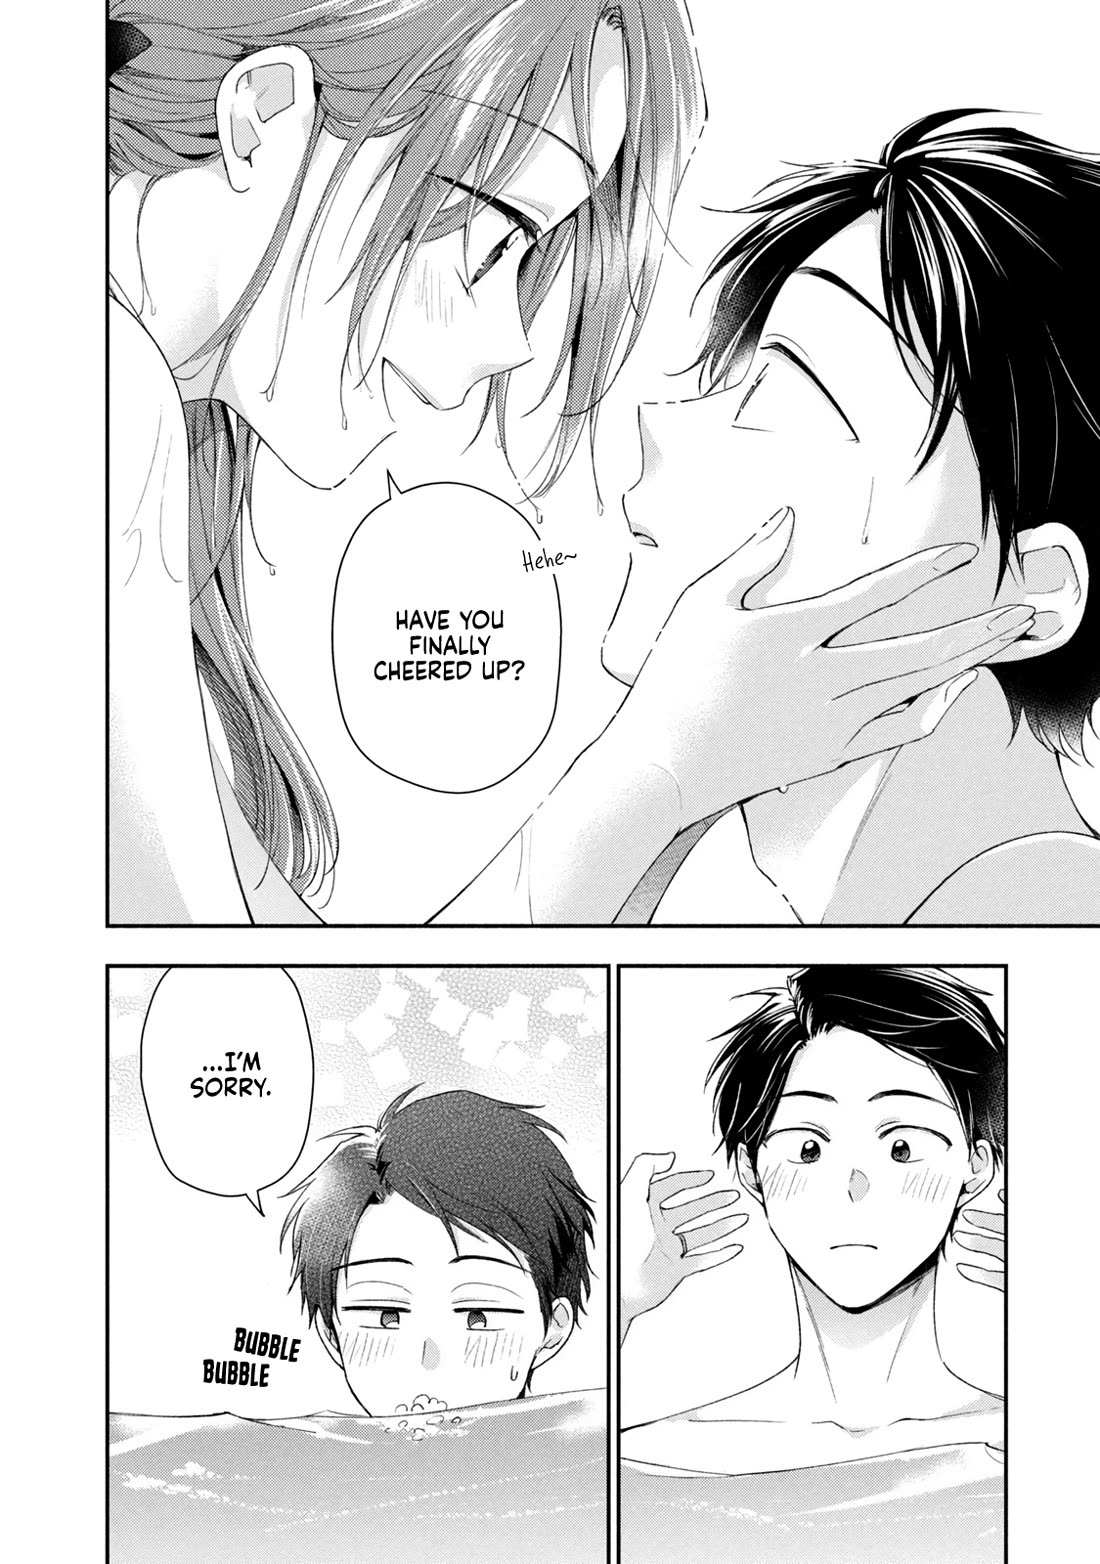 Hehe~
HAVE YOU
FINALLY
CHEERED UP?
...I'M
SORRY.
BUBBLE
BUBBLE